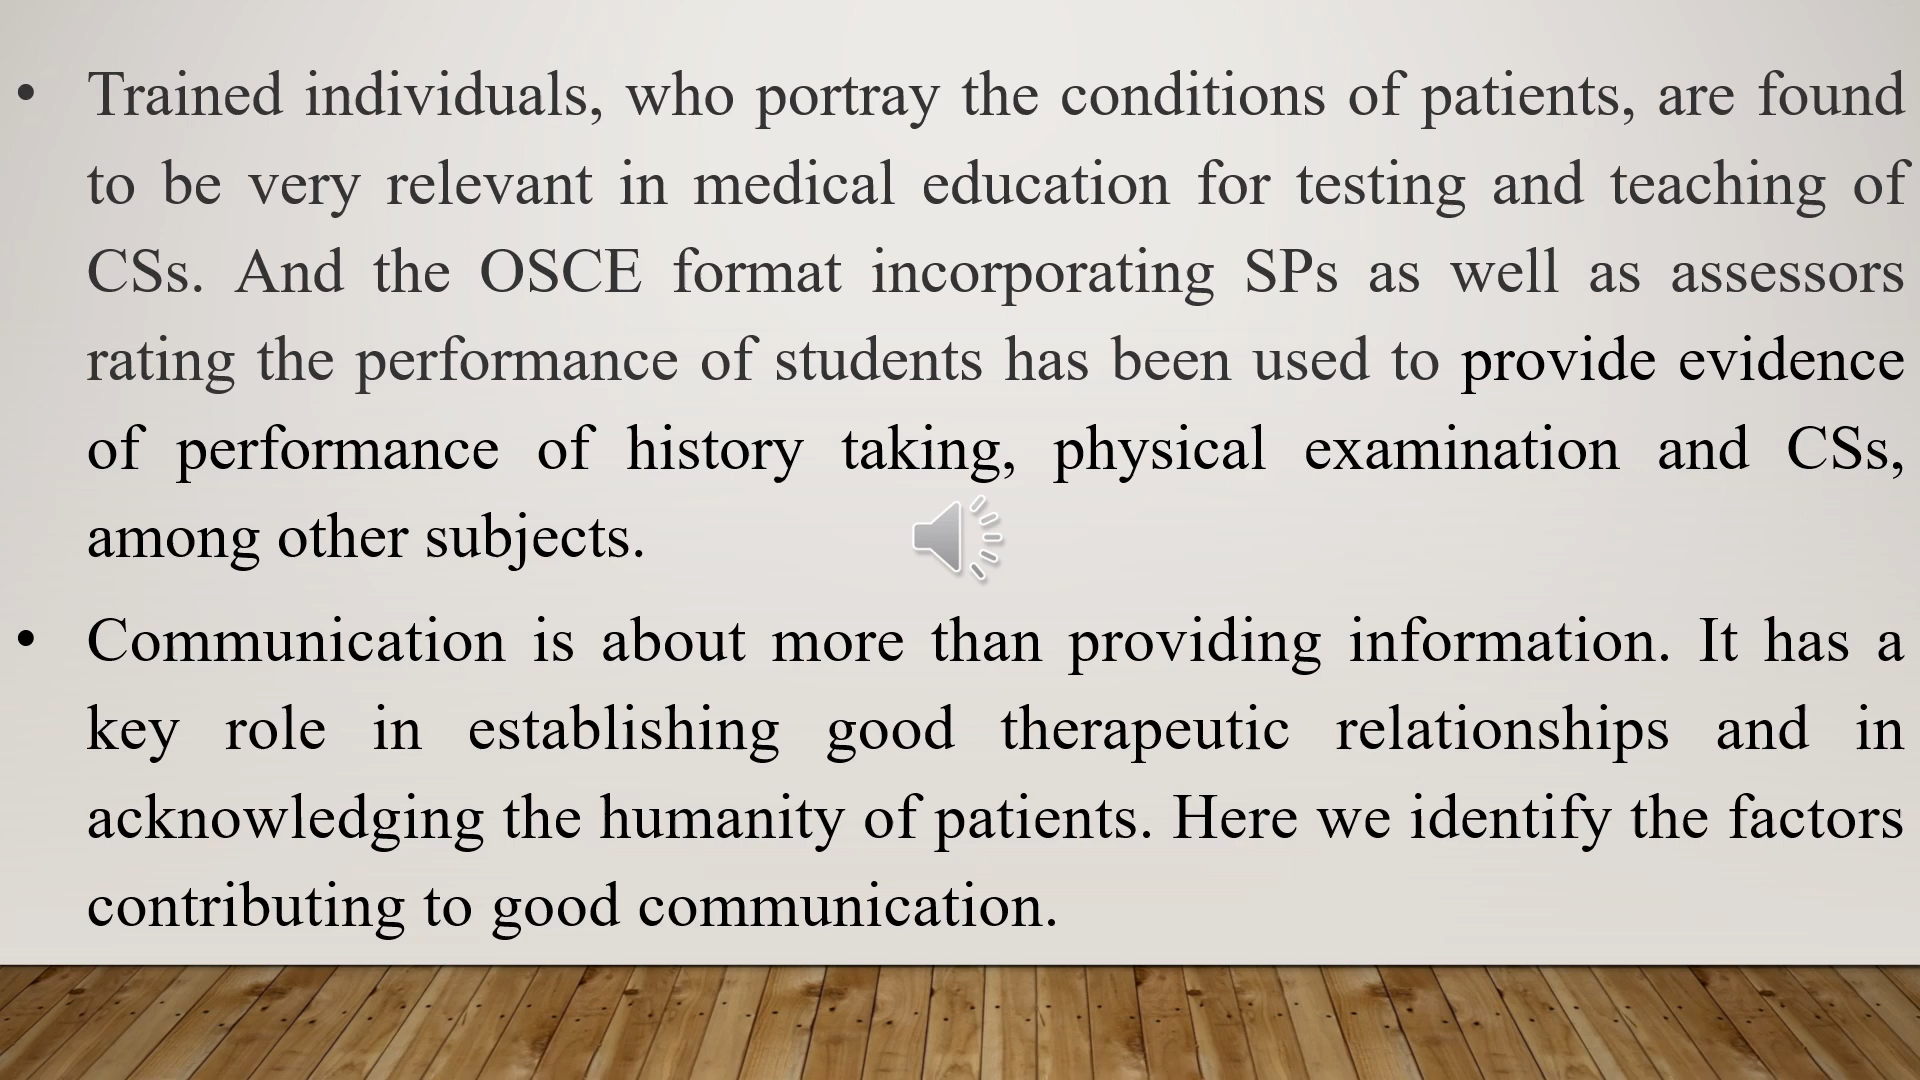 • Trained individuals, who portray the conditions of patients, are found
to be very relevant in medical education for testing and teaching of
CSs. And the OSCE format incorporating SPs as well as assessors
rating the performance of students has been used to provide evidence
of performance of history taking, physical examination and CSs,
among other subjects.
• Communication is about more than providing information. It has a
key role in establishing good therapeutic relationships and in
acknowledging the humanity of patients. Here we identify the factors
contributing to good communication.